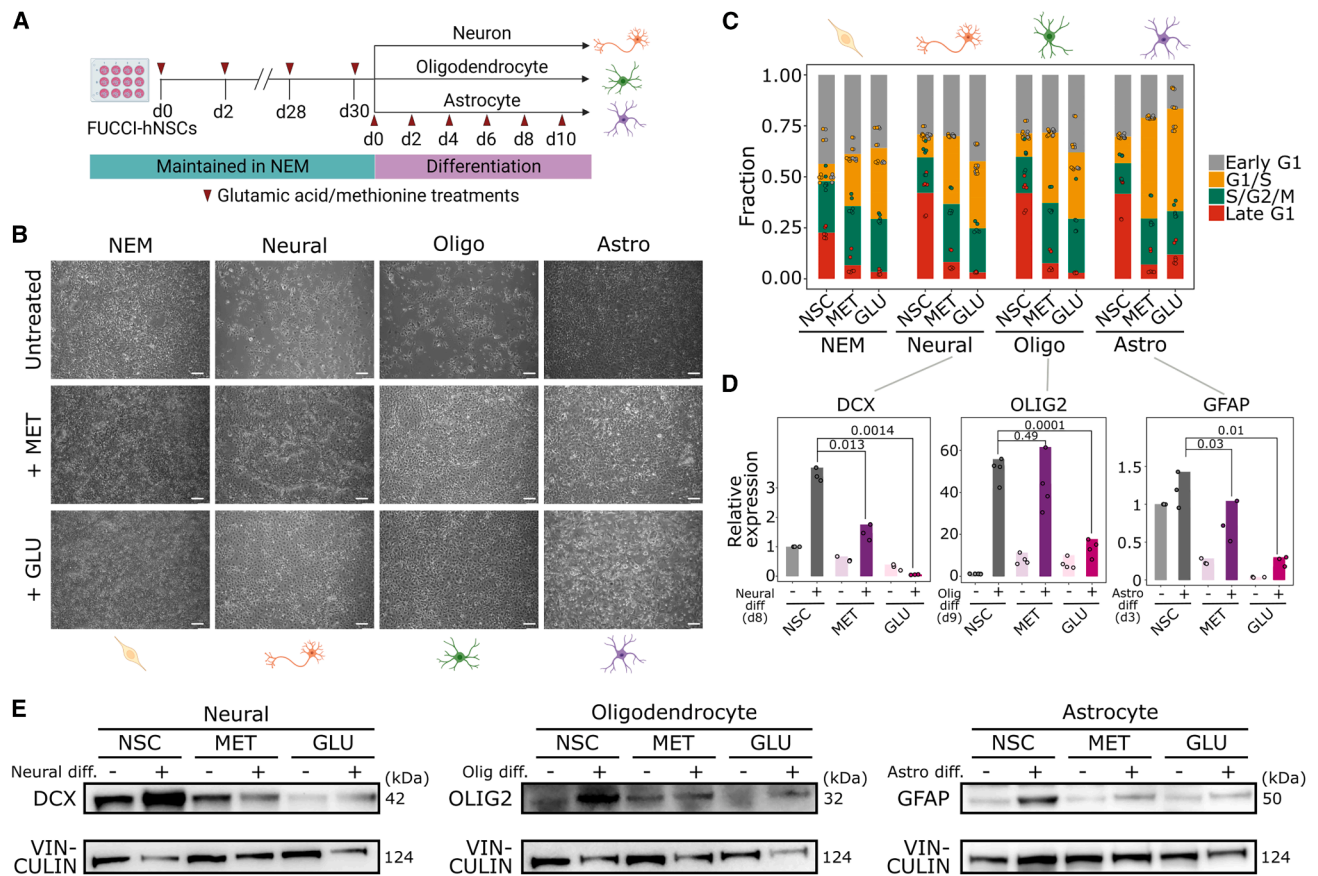 A
Neuron
Oligodendrocyte
Astrocyte
d0
d2
d28
d30
FUCCI-hNSCs
d0
d2
d4
d6
d8
d10
Maintained in NEM
Differentiation
Glutamic acid/methionine treatments
B
NEM
Neural
Oligo
Astro
Untreated
+ MET
+ GLU
C
Fraction
1.00
0.75
0.50
0.25
0.00
NSC
MET
GLU
NSC
MET
GLU
NSC
MET
GLU
NSC
MET
GLU
NEM
Neural
Oligo
Astro
Early G1
G1/S
S/G2/M
Late G1
D
DCX
OLIG2
GFAP
Relative
expression
0.0014
0.013
3
2
1
0
Neural
diff
(d8)
- + - + - +
NSC
MET
GLU
0.0001
0.49
60
40
20
0
Olig
diff
(d9)
- + - + - +
NSC
MET
GLU
0.01
0.03
1.5
1
0.5
0
Astro
diff
(d3)
- + - + - +
NSC
MET
GLU
E
Neural
NSC MET GLU
Neural diff. - + - + - + (kDa)
DCX 42
VIN-
CULIN 124
Oligodendrocyte
NSC MET GLU
Olig diff. - + - + - + (kDa)
OLIG2 32
VIN-
CULIN 124
Astrocyte
NSC MET GLU
Astro diff. - + - + - + (kDa)
GFAP 50
VIN-
CULIN 124